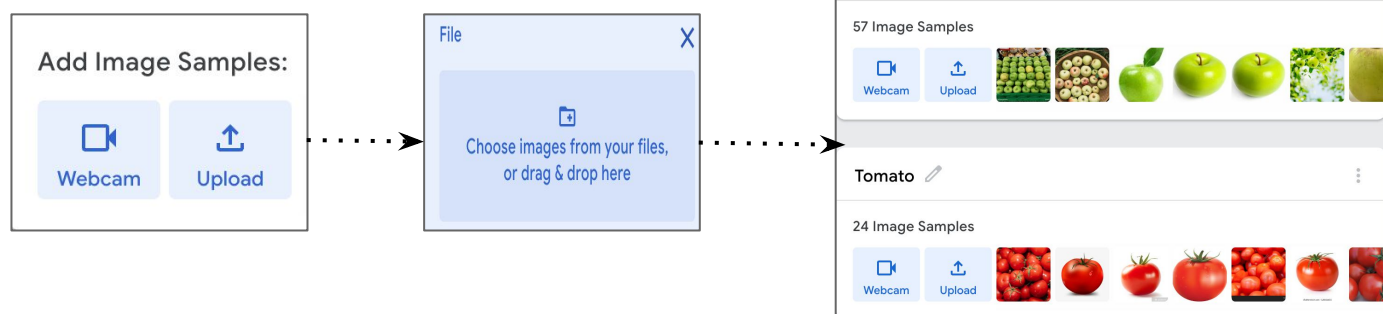 Add Image Samples:
Webcam
Upload
File
X
Choose images from your files,
or drag & drop here
57 Image Samples
Webcam
Upload
Tomato
24 Image Samples
Webcam
Upload